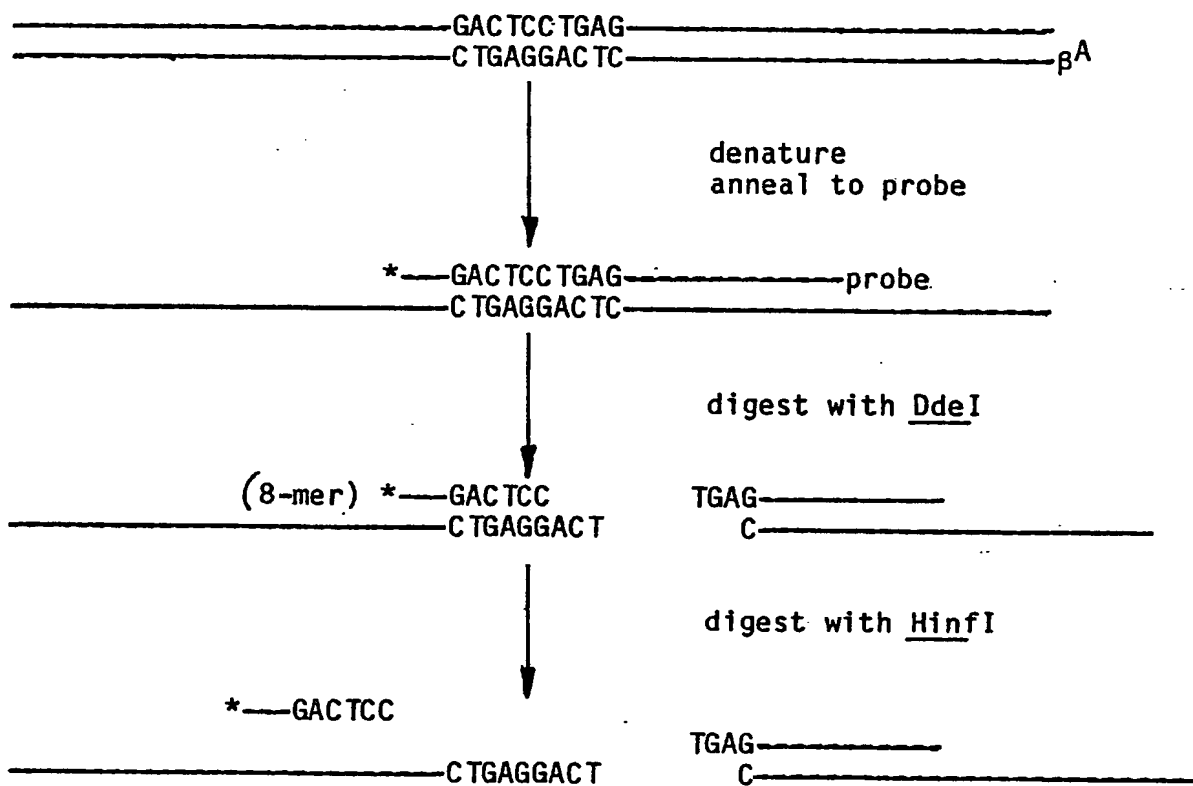 GACTCCTGAG
CTGAGGACTC
βA
denature
anneal to probe
*—GACTCCTGAG—probe
CTGAGGACTC
digest with DdeI
(8-mer) *—GACTCC
TGAG
CTGAGGACT
C
digest with HinfI
*—GACTCC
TGAG
CTGAGGACT
C